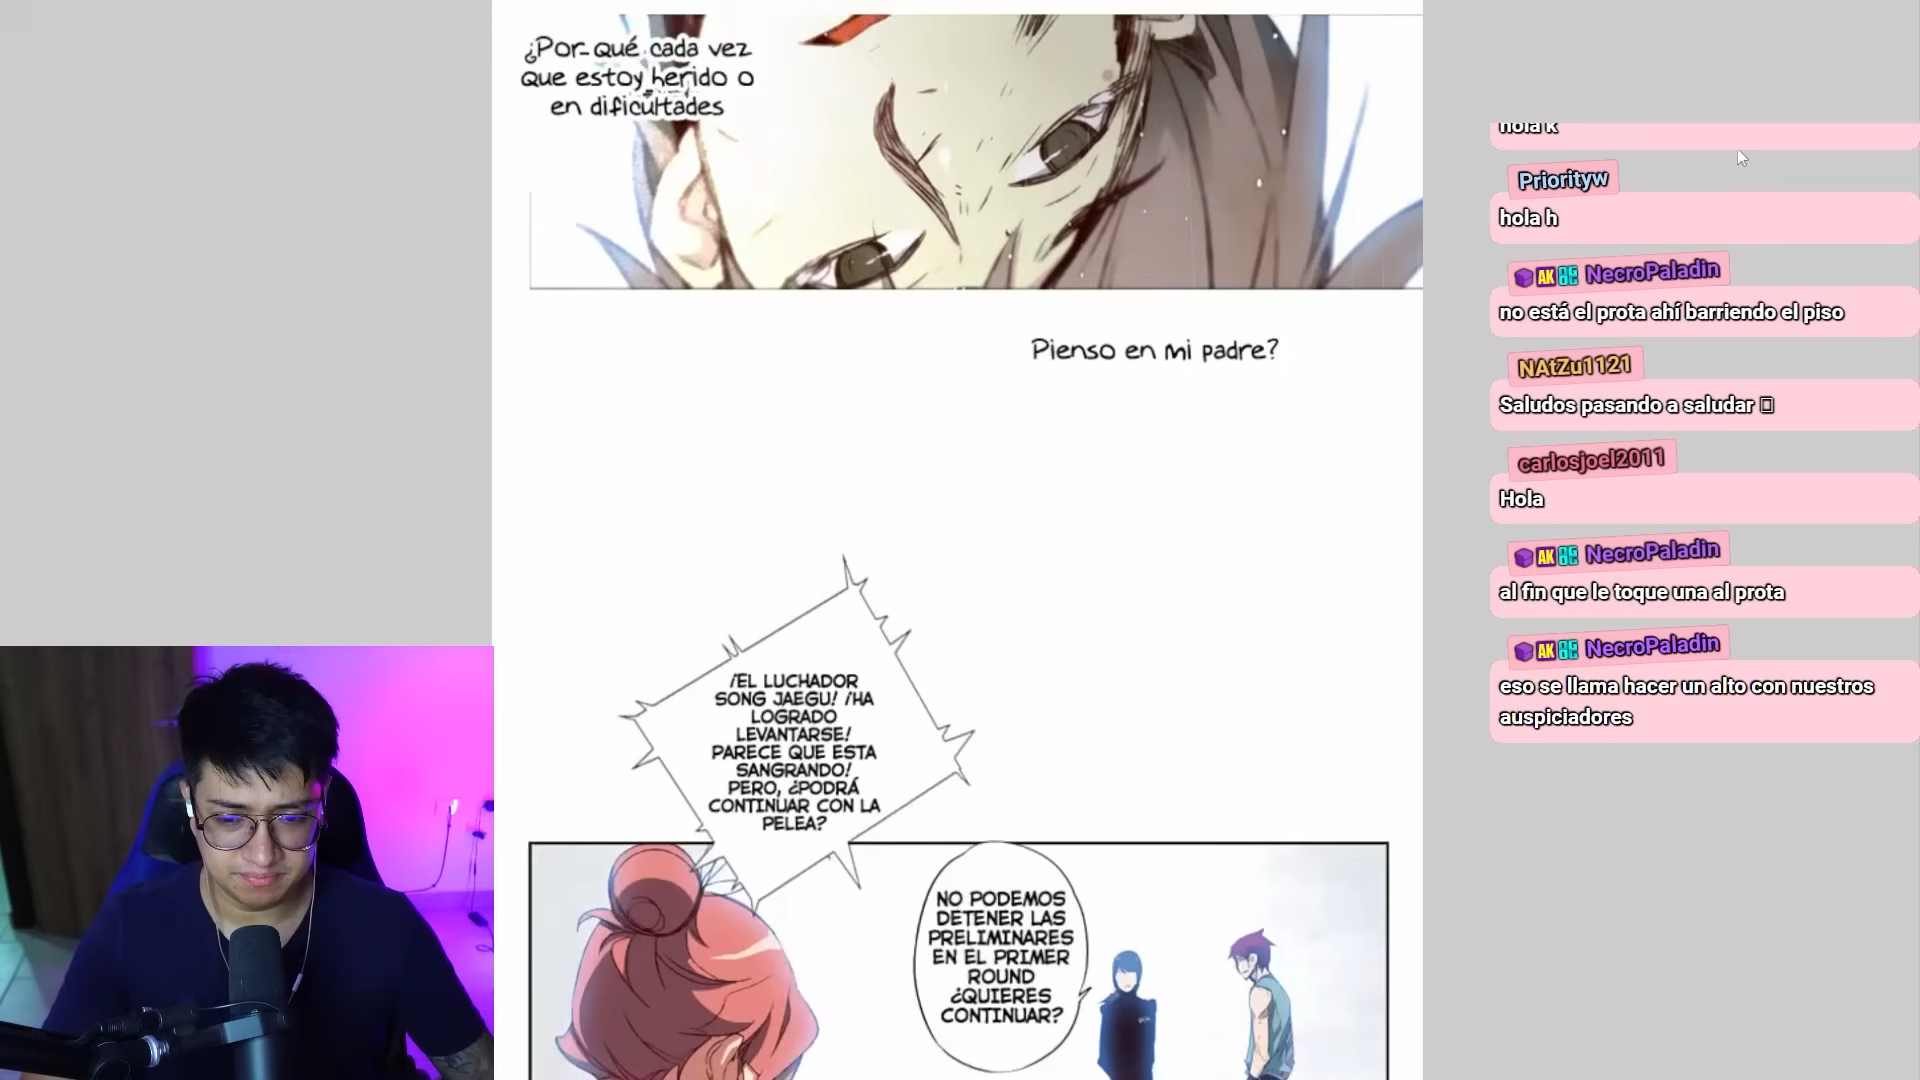 ¿Por qué cada vez
que estoy herido o
en dificultades
Pienso en mi padre?
¡EL LUCHADOR
SONG JAEGU! ¡HA
LOGRADO
LEVANTARSE!
PARECE QUE ESTA
SANGRANDO!
PERO, ¿PODRÁ
CONTINUAR CON LA
PELEA?
NO PODEMOS
DETENER LAS
PRELIMINARES
EN EL PRIMER
ROUND
¿QUIERES
CONTINUAR?
hola k
Priorityw
hola h
AK NecroPaladin
no está el prota ahí barriendo el piso
NAtZu1121
Saludos pasando a saludar
carlosjoel2011
Hola
AK NecroPaladin
al fin que le toque una al prota
AK NecroPaladin
eso se llama hacer un alto con nuestros
auspiciadores